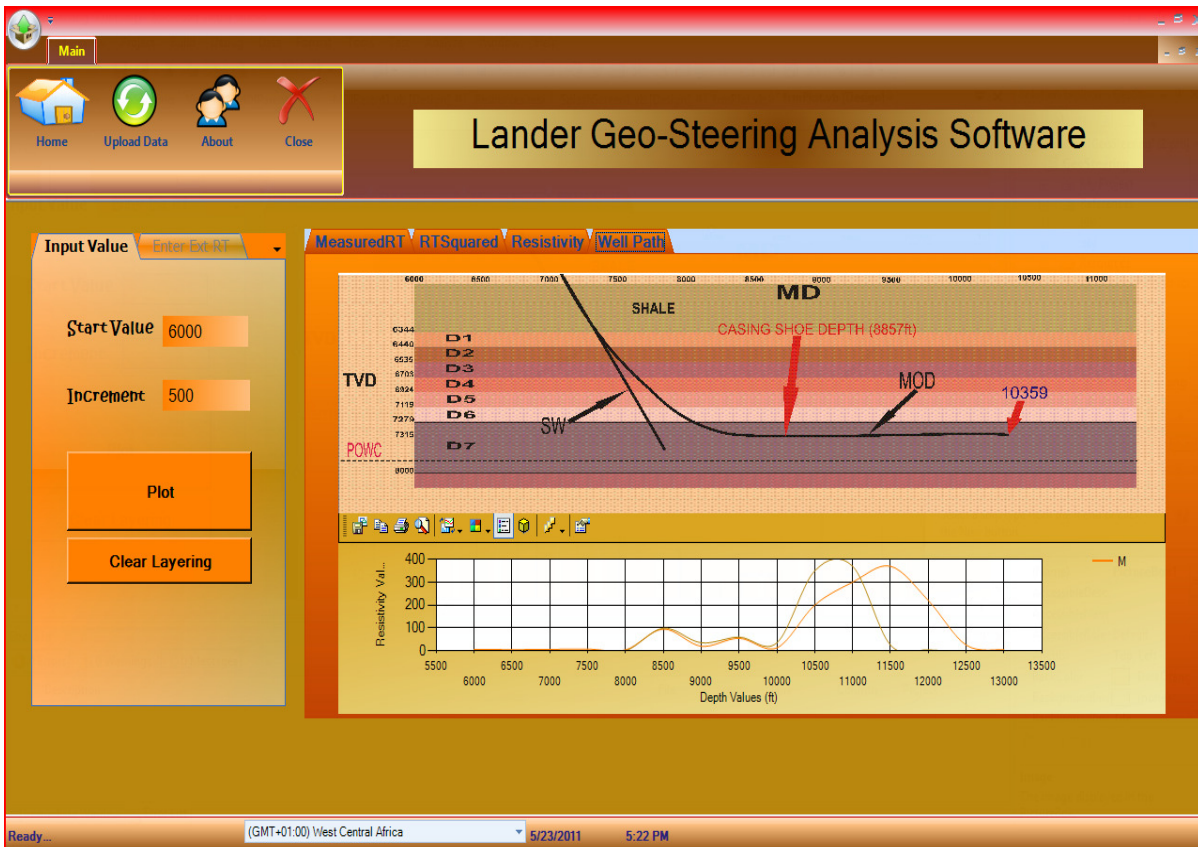 Main
Home Upload Data About Close
Lander Geo-Steering Analysis Software
Input Value Enter Ext RT
MeasuredRT RTSquared Resistivity Well Path
Start Value 6000
Increment 500
Plot
Clear Layering
6000 6500 7000 7500 8000 8500 9000 9500 10000 10500 11000
MD
SHALE
CASING SHOE DEPTH (8857ft)
6344
D1
6440
D2
6535
D3
6703
TVD
D4
MOD
6924
D5
10359
7119
D6
7279
SW
7315
POWC
D7
8000
Resistivity Val...
400
300
200
100
0
M
5500 6500 7500 8500 9500 10500 11500 12500 13500
6000 7000 8000 9000 10000 11000 12000 13000
Depth Values (ft)
Ready... (GMT+01:00) West Central Africa 5/23/2011 5:22 PM